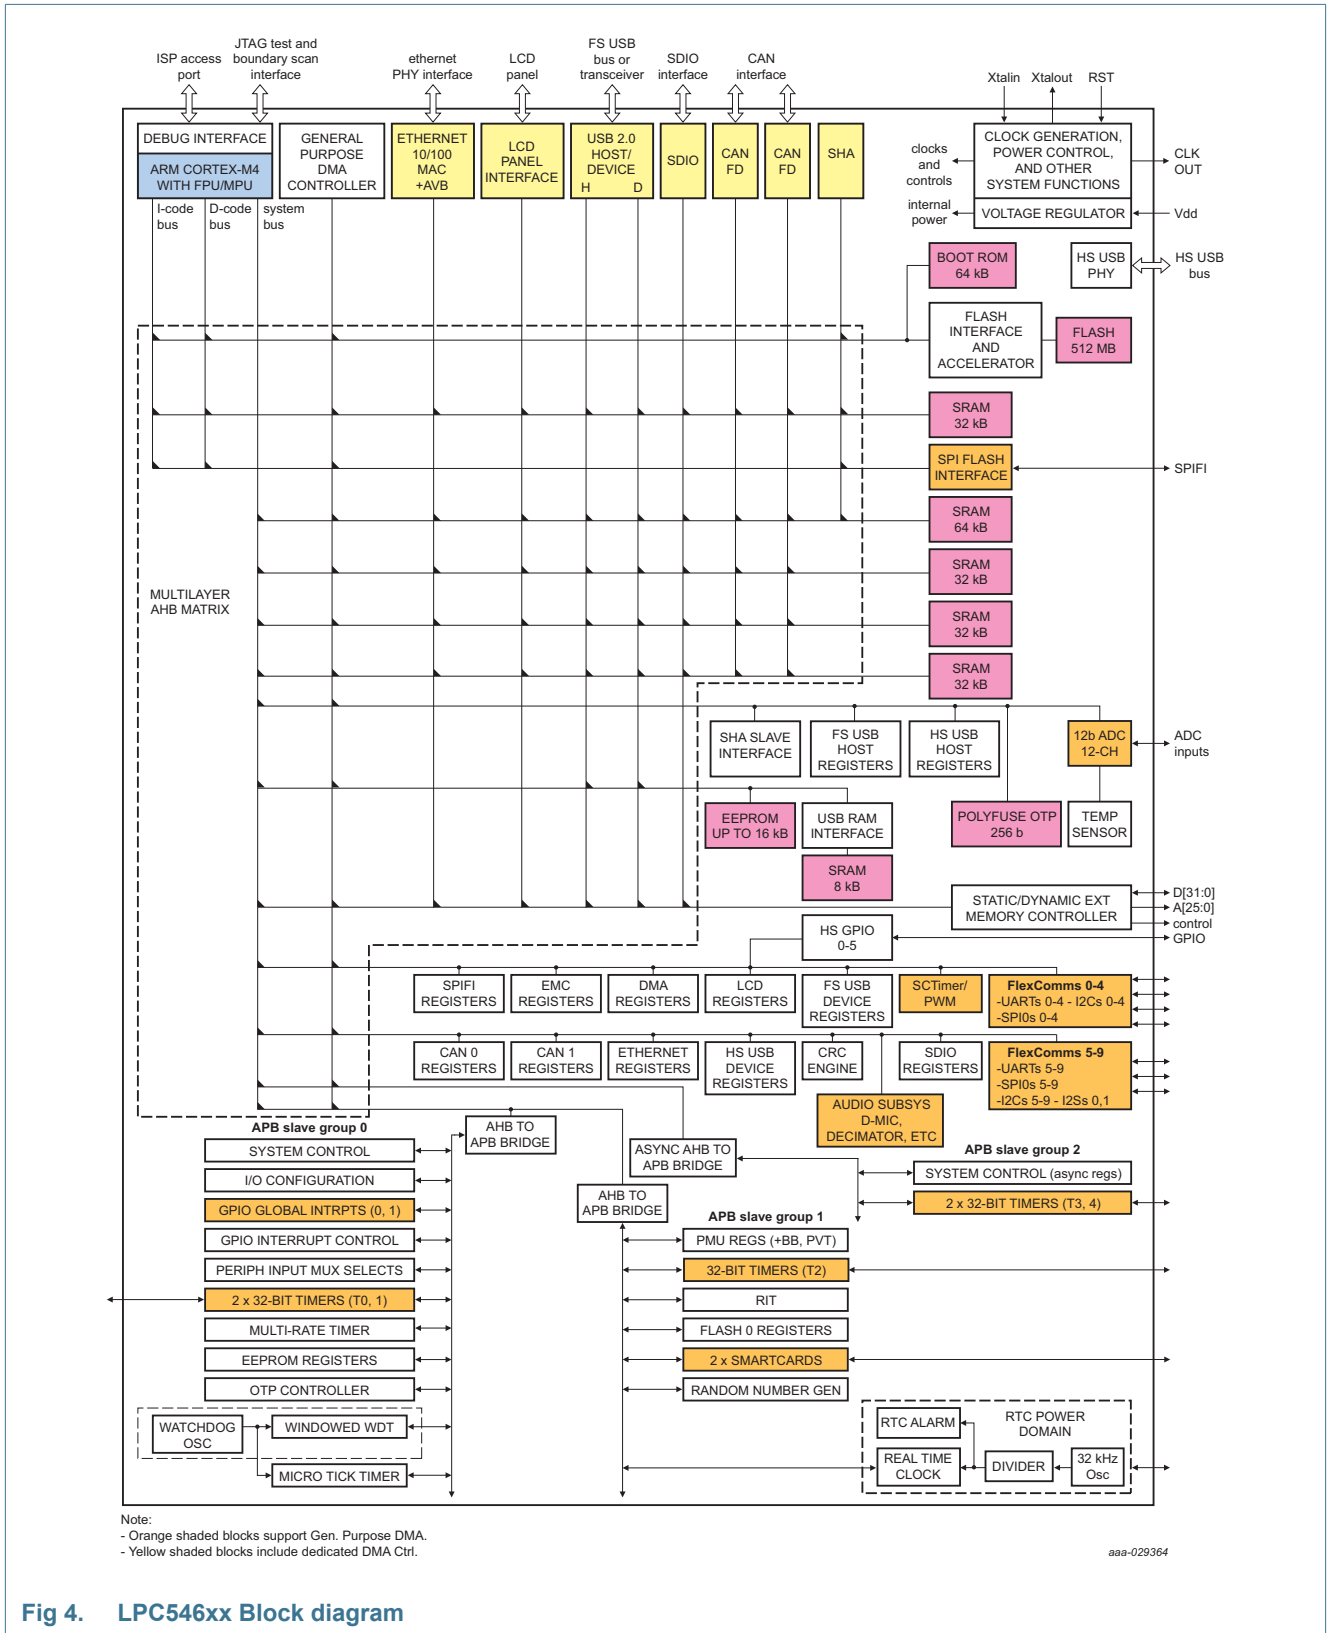 ISP access
port
JTAG test and
boundary scan
interface
ethernet
PHY interface
LCD
panel
FS USB
bus or
transceiver
SDIO
interface
CAN
interface
Xtalin
Xtalout
RST
DEBUG INTERFACE
ARM CORTEX-M4
WITH FPU/MPU
GENERAL
PURPOSE
DMA
CONTROLLER
ETHERNET
10/100
MAC
+AVB
LCD
PANEL
INTERFACE
USB 2.0
HOST/
DEVICE
H D
SDIO
CAN
FD
CAN
FD
SHA
clocks
and
controls
CLOCK GENERATION,
POWER CONTROL,
AND OTHER
SYSTEM FUNCTIONS
CLK
OUT
internal
power
VOLTAGE REGULATOR
Vdd
I-code
bus
D-code
bus
system
bus
BOOT ROM
64 kB
HS USB
PHY
HS USB
bus
FLASH
INTERFACE
AND
ACCELERATOR
FLASH
512 MB
SRAM
32 kB
SPI FLASH
INTERFACE
SPIFI
SRAM
64 kB
SRAM
32 kB
MULTILAYER
AHB MATRIX
SRAM
32 kB
SRAM
32 kB
SHA SLAVE
INTERFACE
FS USB
HOST
REGISTERS
HS USB
HOST
REGISTERS
12b ADC
12-CH
ADC
inputs
EEPROM
UP TO 16 kB
USB RAM
INTERFACE
POLYFUSE OTP
256 b
TEMP
SENSOR
SRAM
8 kB
STATIC/DYNAMIC EXT
MEMORY CONTROLLER
D[31:0]
A[25:0]
control
GPIO
HS GPIO
0-5
SPIFI
REGISTERS
EMC
REGISTERS
DMA
REGISTERS
LCD
REGISTERS
FS USB
DEVICE
REGISTERS
SCTimer/
PWM
FlexComms 0-4
-UARTs 0-4 - I2Cs 0-4
-SPI0s 0-4
CAN 0
REGISTERS
CAN 1
REGISTERS
ETHERNET
REGISTERS
HS USB
DEVICE
REGISTERS
CRC
ENGINE
SDIO
REGISTERS
FlexComms 5-9
-UARTs 5-9
-SPI0s 5-9
-I2Cs 5-9 - I2Ss 0,1
AUDIO SUBSYS
D-MIC,
DECIMATOR, ETC
AHB TO
APB BRIDGE
ASYNC AHB TO
APB BRIDGE
AHB TO
APB BRIDGE
APB slave group 0
SYSTEM CONTROL
I/O CONFIGURATION
GPIO GLOBAL INTRPTS (0, 1)
GPIO INTERRUPT CONTROL
PERIPH INPUT MUX SELECTS
2 x 32-BIT TIMERS (T0, 1)
MULTI-RATE TIMER
EEPROM REGISTERS
OTP CONTROLLER
WATCHDOG
OSC
WINDOWED WDT
MICRO TICK TIMER
APB slave group 2
SYSTEM CONTROL (async regs)
2 x 32-BIT TIMERS (T3, 4)
APB slave group 1
PMU REGS (+BB, PVT)
32-BIT TIMERS (T2)
RIT
FLASH 0 REGISTERS
2 x SMARTCARDS
RANDOM NUMBER GEN
RTC ALARM
RTC POWER
DOMAIN
REAL TIME
CLOCK
DIVIDER
32 kHz
Osc
Note:
- Orange shaded blocks support Gen. Purpose DMA.
- Yellow shaded blocks include dedicated DMA Ctrl.
aaa-029364
Fig 4. LPC546xx Block diagram